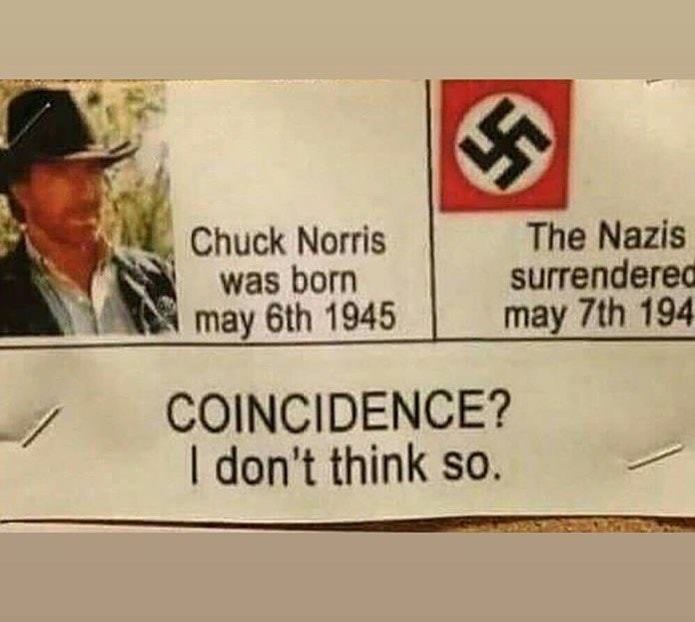 Chuck Norris
was born
may 6th 1945
The Nazis
surrendered
may 7th 194
COINCIDENCE?
I don't think so.